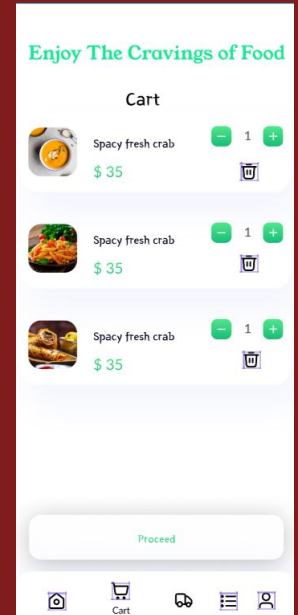 Enjoy The Cravings of Food
Cart
Spacy fresh crab
$ 35
− 1 +
Spacy fresh crab
$ 35
− 1 +
Spacy fresh crab
$ 35
− 1 +
Proceed
Cart